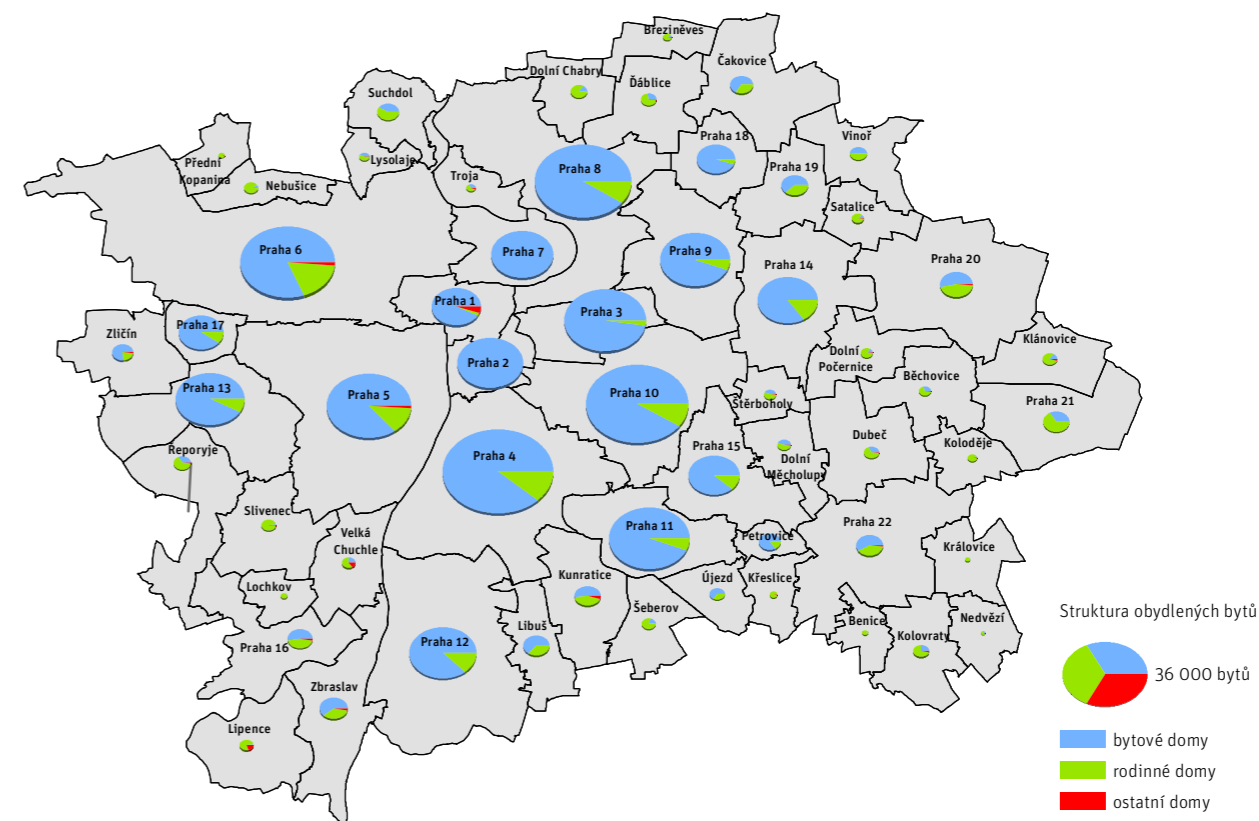 Březiněves
Čakovice
Dolní Chabry
Ďáblice
Suchdol
Praha 18
Vinoř
Přední
Kopanina
Lysolaje
Nebušice
Troja
Praha 8
Praha 19
Satalice
Praha 6
Praha 7
Praha 9
Praha 14
Praha 20
Praha 1
Praha 3
Praha 17
Zličín
Praha 2
Dolní
Počernice
Klánovice
Praha 13
Praha 5
Praha 10
Štěrboholy
Běchovice
Praha 21
Reporyje
Praha 4
Praha 15
Dolní
Měcholupy
Dubeč
Koloděje
Slivenec
Velká
Chuchle
Praha 11
Petrovice
Praha 22
Královice
Lochkov
Kunratice
Újezd
Křeslice
Šeberov
Libuš
Praha 12
Praha 16
Benice
Kolovraty
Nedvězí
Zbraslav
Lipence
Struktura obydlených bytů
36 000 bytů
bytové domy
rodinné domy
ostatní domy